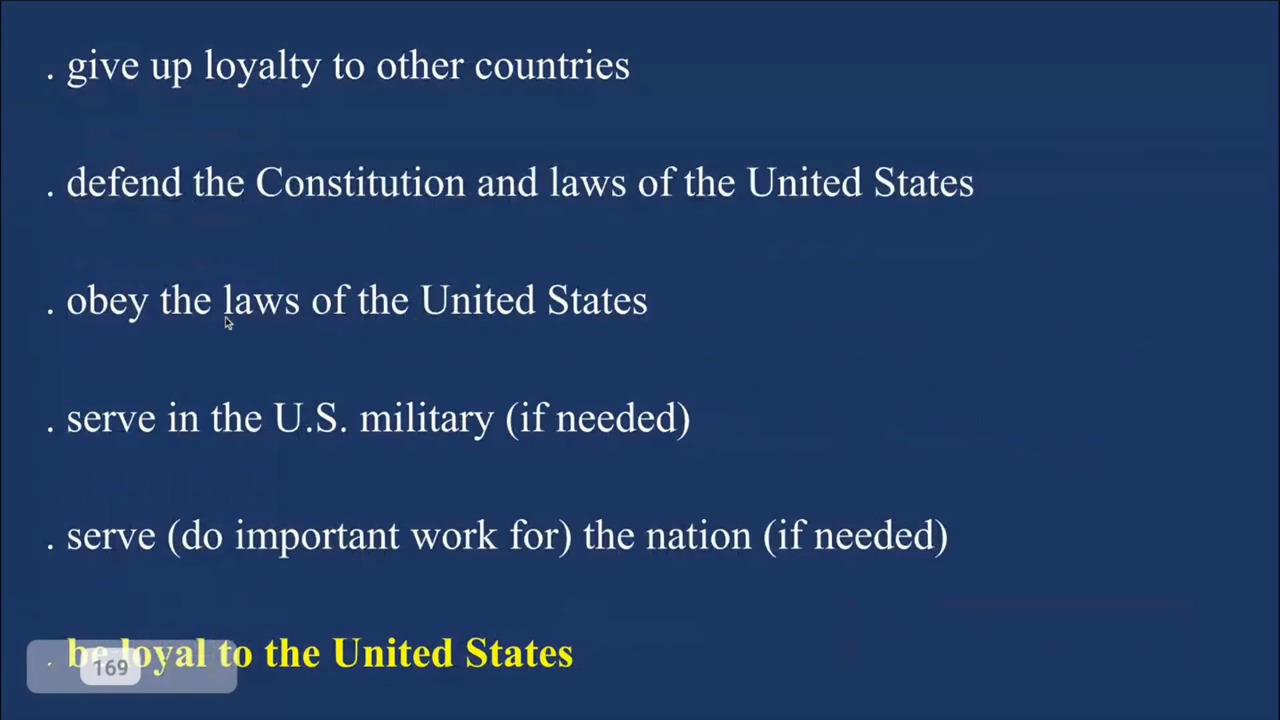 . give up loyalty to other countries
. defend the Constitution and laws of the United States
. obey the laws of the United States
. serve in the U.S. military (if needed)
. serve (do important work for) the nation (if needed)
. be loyal to the United States
169